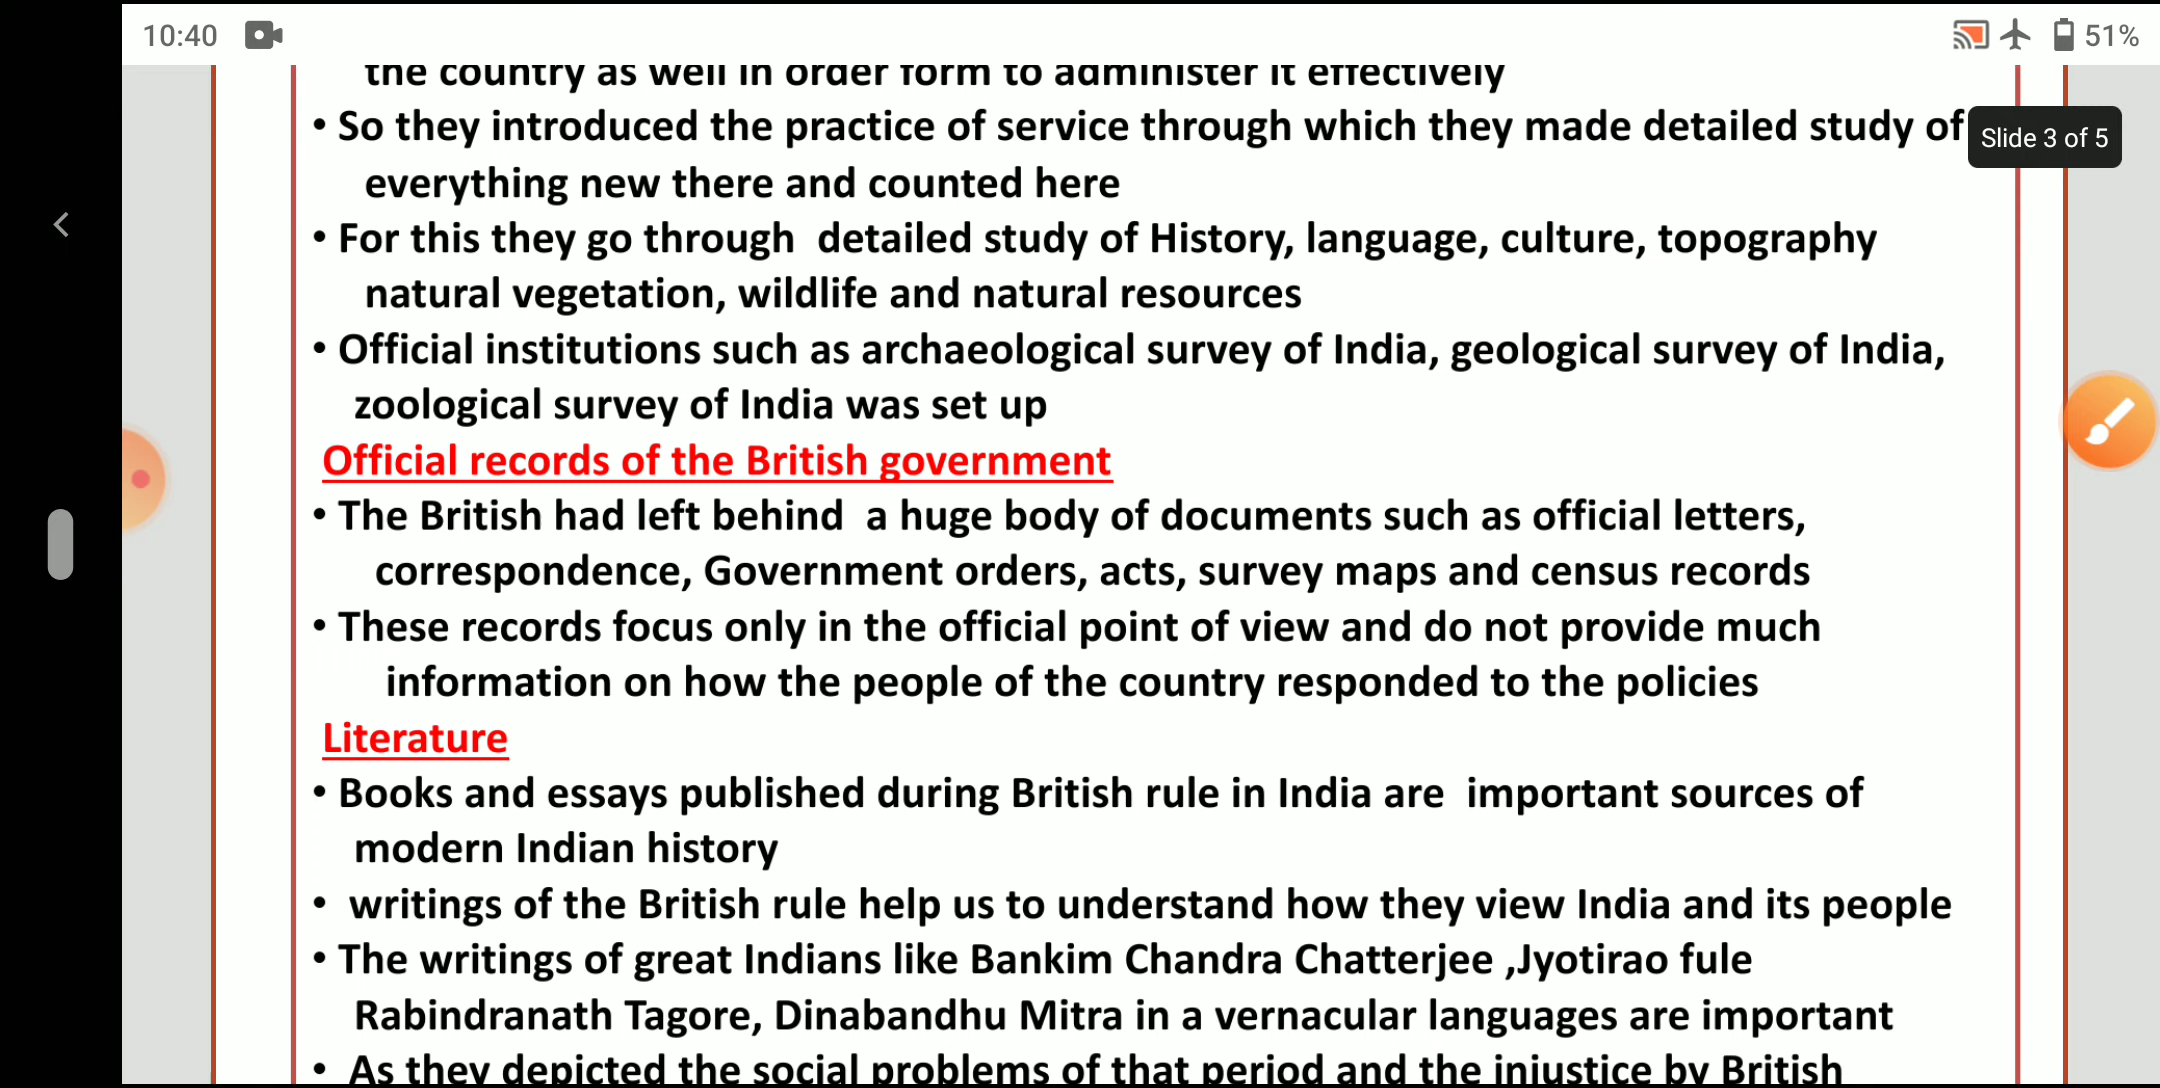 10:40
51%
the country as well in order form to administer it effectively
• So they introduced the practice of service through which they made detailed study of
Slide 3 of 5
everything new there and counted here
• For this they go through detailed study of History, language, culture, topography
natural vegetation, wildlife and natural resources
• Official institutions such as archaeological survey of India, geological survey of India,
zoological survey of India was set up
Official records of the British government
• The British had left behind a huge body of documents such as official letters,
correspondence, Government orders, acts, survey maps and census records
• These records focus only in the official point of view and do not provide much
information on how the people of the country responded to the policies
Literature
• Books and essays published during British rule in India are important sources of
modern Indian history
• writings of the British rule help us to understand how they view India and its people
• The writings of great Indians like Bankim Chandra Chatterjee ,Jyotirao fule
Rabindranath Tagore, Dinabandhu Mitra in a vernacular languages are important
• As they depicted the social problems of that period and the injustice by British